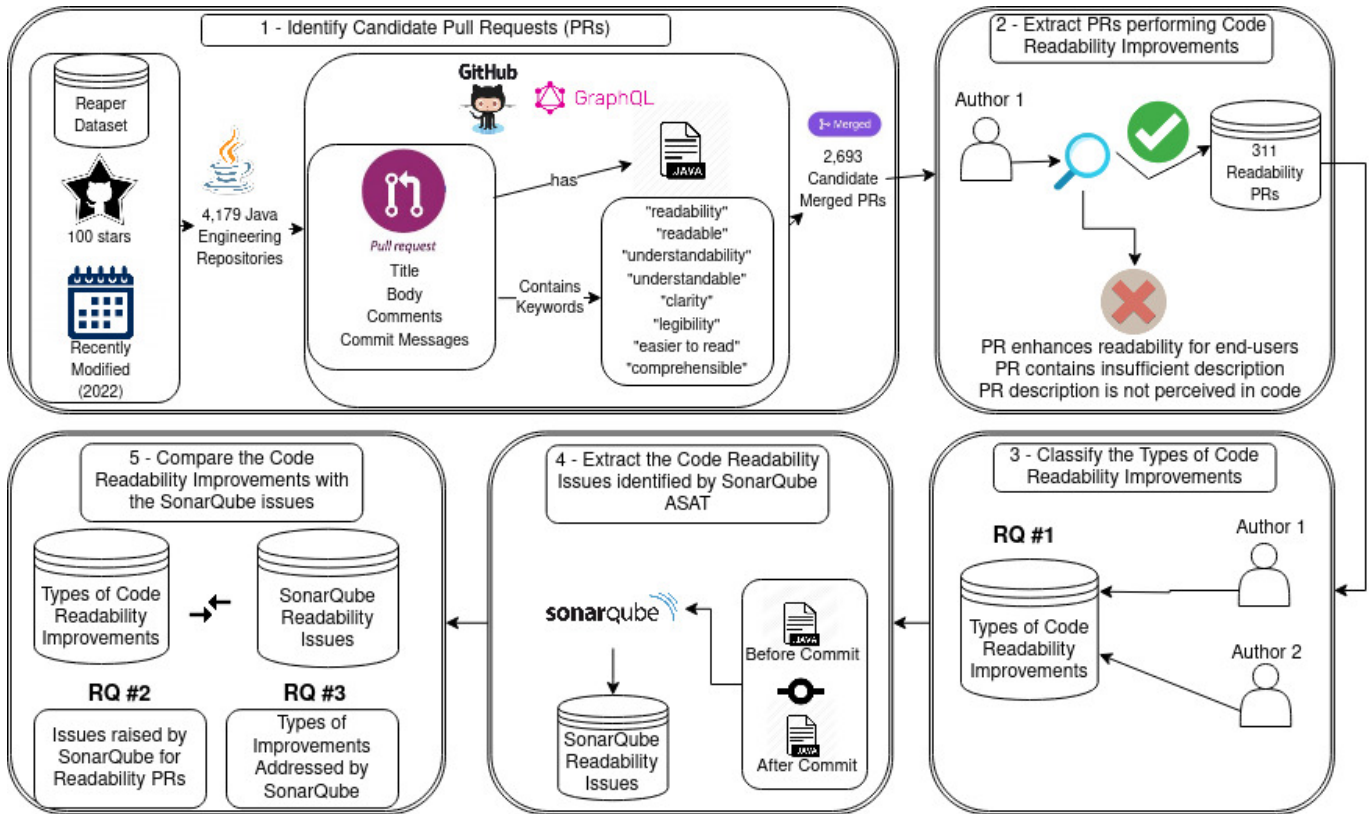 1 - Identify Candidate Pull Requests (PRs)
Reaper
Dataset
100 stars
Recently
Modified
(2022)
4,179 Java
Engineering
Repositories
GitHub
GraphQL
Pull request
Title
Body
Comments
Commit Messages
has
JAVA
Contains
Keywords
"readability"
"readable"
"understandability"
"understandable"
"clarity"
"legibility"
"easier to read"
"comprehensible"
Merged
2,693
Candidate
Merged PRs
2 - Extract PRs performing Code
Readability Improvements
Author 1
311
Readability
PRs
PR enhances readability for end-users
PR contains insufficient description
PR description is not perceived in code
3 - Classify the Types of Code
Readability Improvements
RQ #1
Types of Code
Readability
Improvements
Author 1
Author 2
4 - Extract the Code Readability
Issues identified by SonarQube
ASAT
sonarqube
SonarQube
Readability
Issues
JAVA
Before Commit
JAVA
After Commit
5 - Compare the Code
Readability Improvements with
the SonarQube issues
Types of Code
Readability
Improvements
SonarQube
Readability
Issues
RQ #2
Issues raised by
SonarQube for
Readability PRs
RQ #3
Types of
Improvements
Addressed by
SonarQube